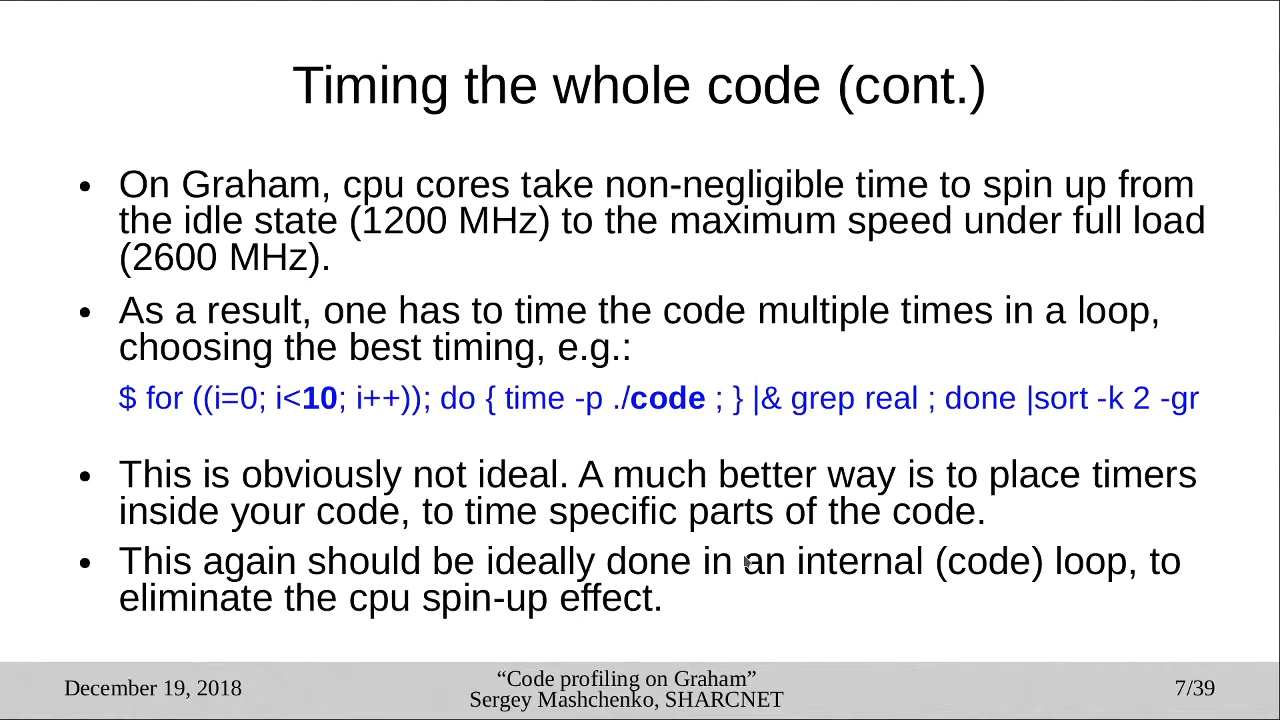 Timing the whole code (cont.)
• On Graham, cpu cores take non-negligible time to spin up from
the idle state (1200 MHz) to the maximum speed under full load
(2600 MHz).
• As a result, one has to time the code multiple times in a loop,
choosing the best timing, e.g.:
$ for ((i=0; i<10; i++)); do { time -p ./code ; } |& grep real ; done |sort -k 2 -gr
• This is obviously not ideal. A much better way is to place timers
inside your code, to time specific parts of the code.
• This again should be ideally done in an internal (code) loop, to
eliminate the cpu spin-up effect.
December 19, 2018
“Code profiling on Graham”
Sergey Mashchenko, SHARCNET
7/39